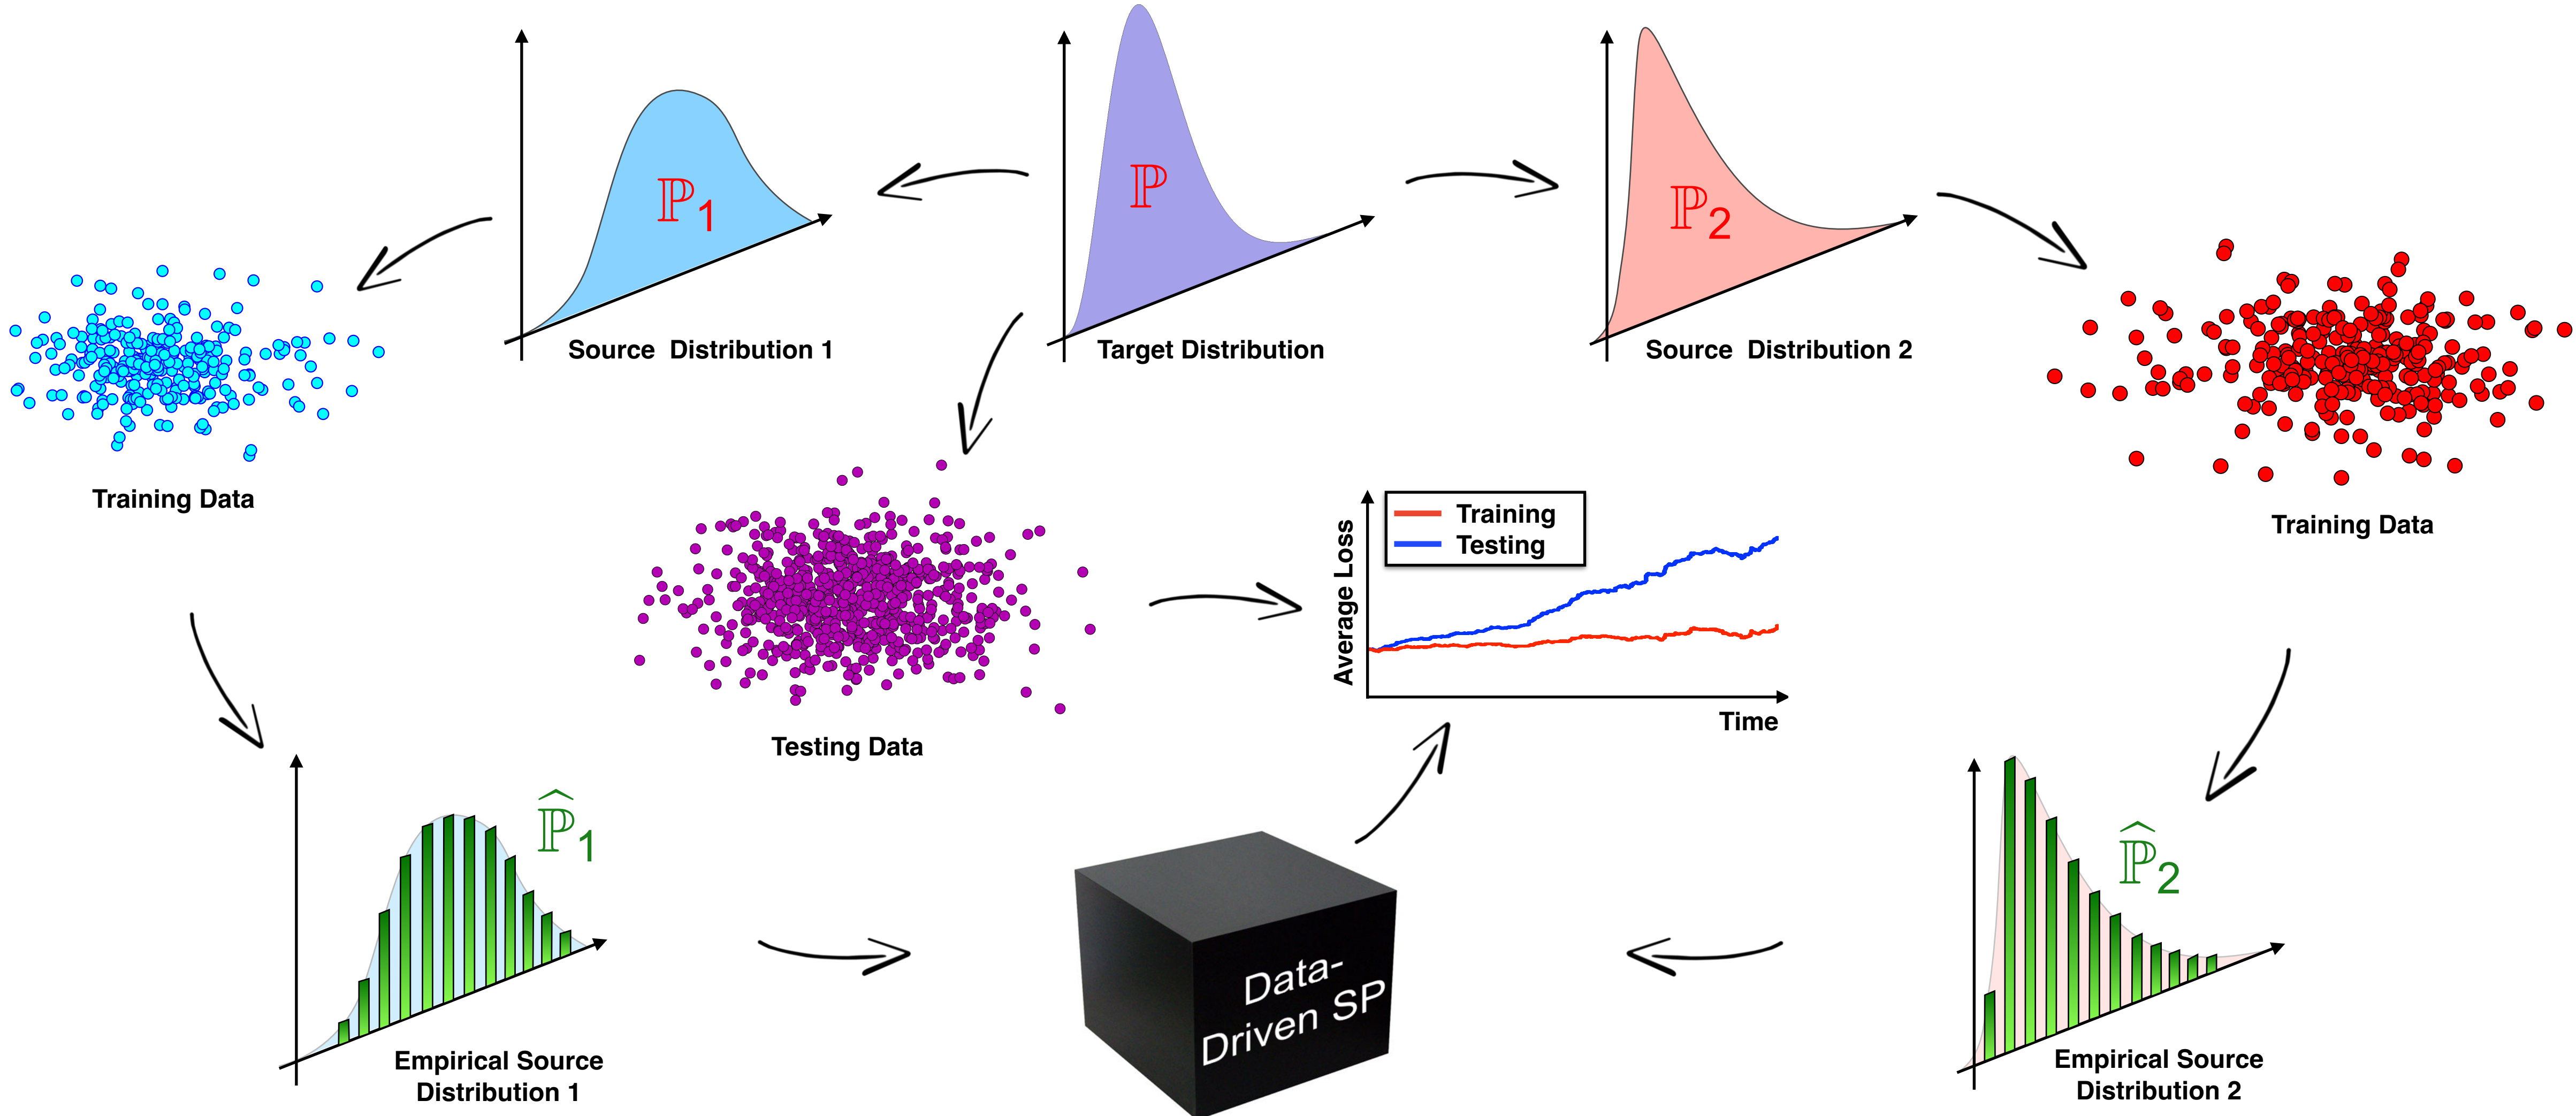 ℙ1
ℙ
ℙ2
Source Distribution 1
Target Distribution
Source Distribution 2
Training Data
Training Data
Testing Data
Training
Testing
Average Loss
Time
ℙ̂1
ℙ̂2
Data-
Driven SP
Empirical Source
Distribution 1
Empirical Source
Distribution 2